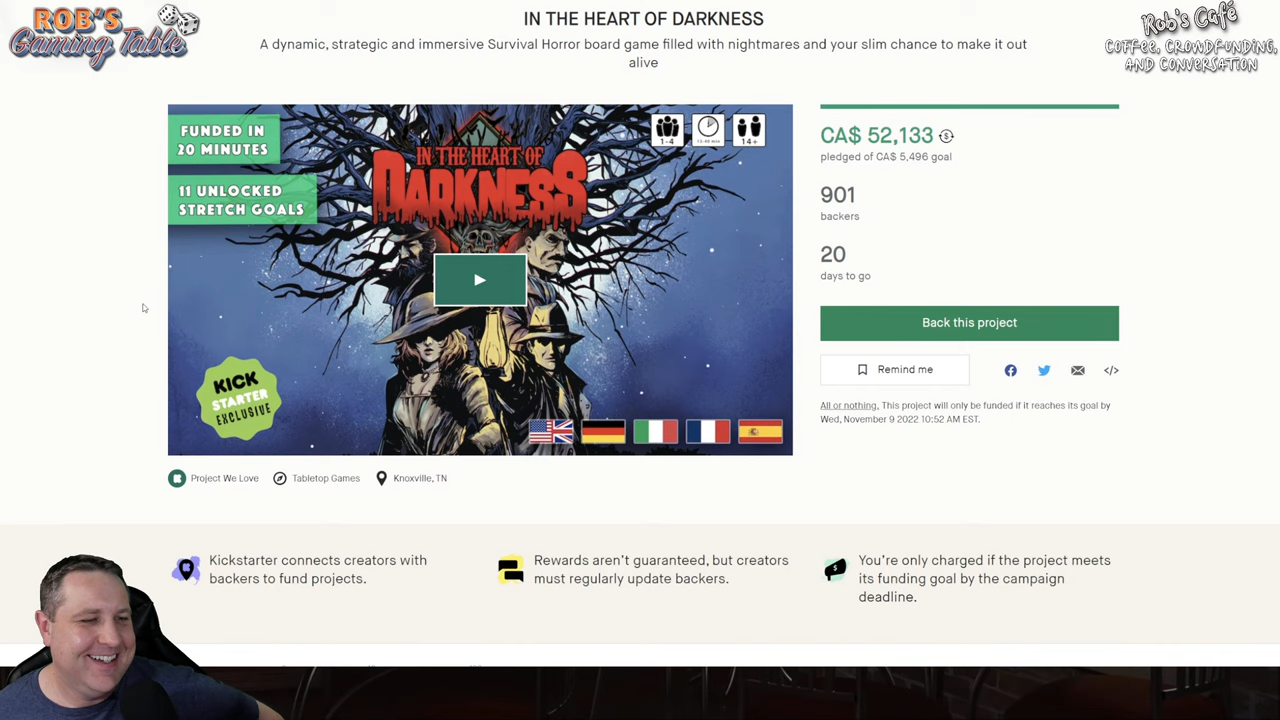 ROB'S
Gaming Table
IN THE HEART OF DARKNESS
A dynamic, strategic and immersive Survival Horror board game filled with nightmares and your slim chance to make it out
alive
Rob's Café
COFFEE, CROWDFUNDING,
AND CONVERSATION
FUNDED IN
20 MINUTES
11 UNLOCKED
STRETCH GOALS
1-4
14+
IN THE HEART OF
DARKNESS
KICK
STARTER
EXCLUSIVE
CA$ 52,133
pledged of CA$ 5,496 goal
901
backers
20
days to go
Back this project
Remind me
All or nothing. This project will only be funded if it reaches its goal by
Wed, November 9 2022 10:52 AM EST.
Project We Love
Tabletop Games
Knoxville, TN
Kickstarter connects creators with
backers to fund projects.
Rewards aren't guaranteed, but creators
must regularly update backers.
You're only charged if the project meets
its funding goal by the campaign
deadline.